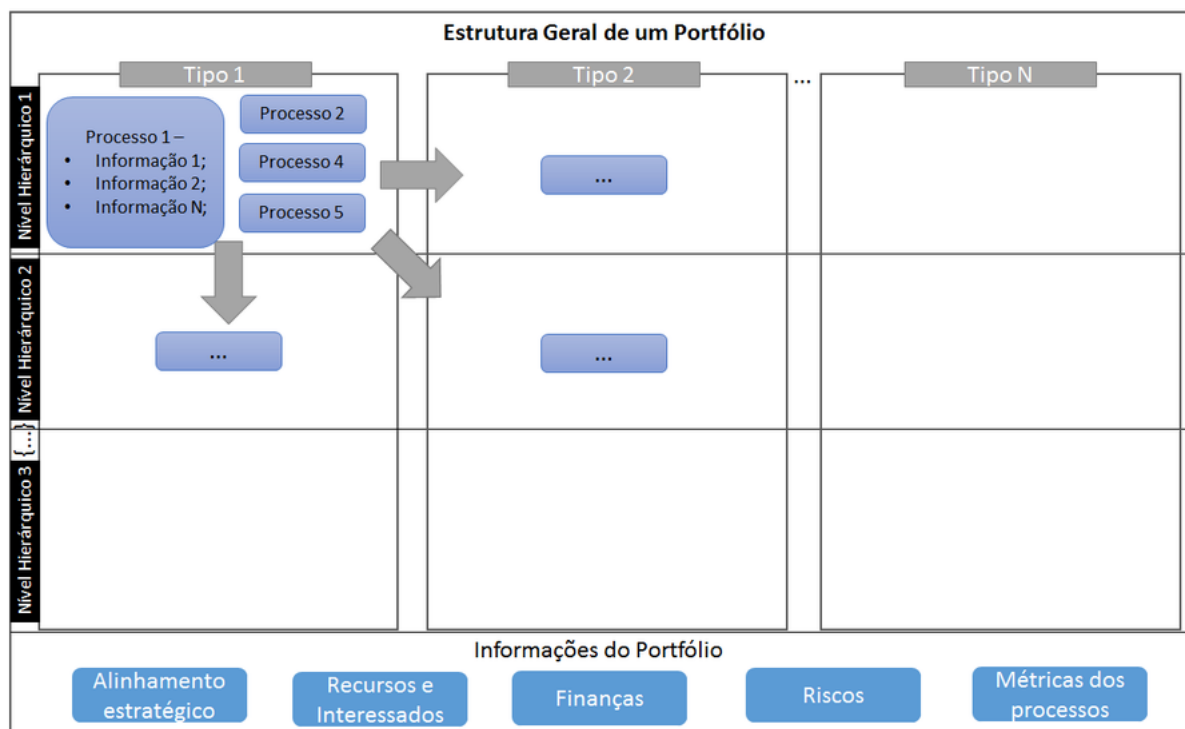 Estrutura Geral de um Portfólio
Tipo 1
Tipo 2
...
Tipo N
Nível Hierárquico 1
Processo 1 –
• Informação 1;
• Informação 2;
• Informação N;
Processo 2
Processo 4
Processo 5
...
Nível Hierárquico 2
...
...
{...}
Nível Hierárquico 3
Informações do Portfólio
Alinhamento
estratégico
Recursos e
Interessados
Finanças
Riscos
Métricas dos
processos